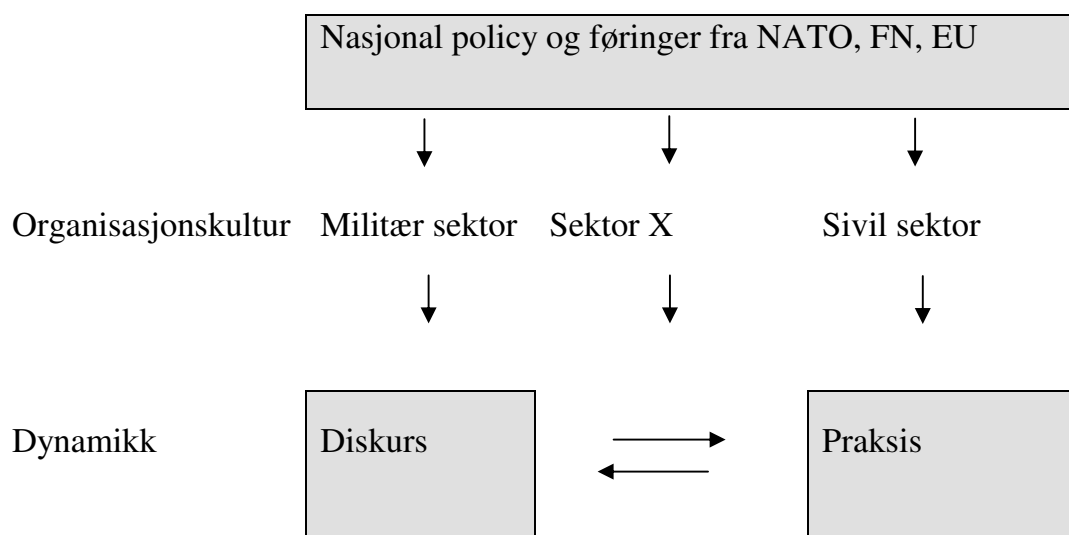 Nasjonal policy og føringer fra NATO, FN, EU
Organisasjonskultur Militær sektor Sektor X Sivil sektor
Dynamikk Diskurs Praksis